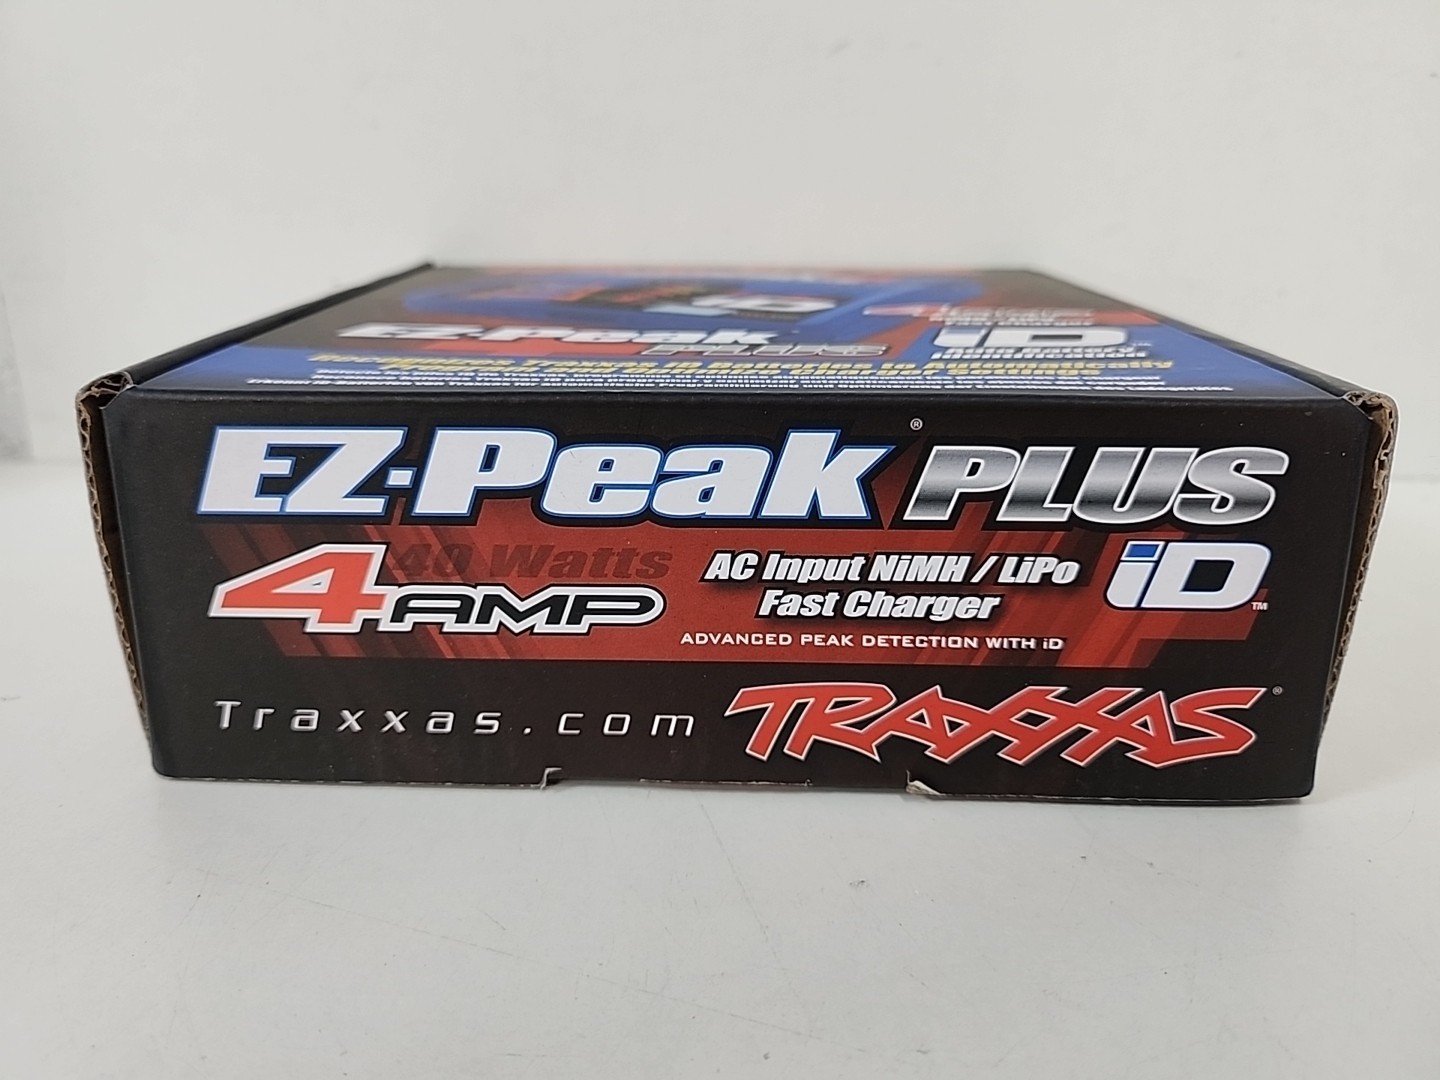 iD
EZ-Peak
PLUS
iD
EZ-Peak® PLUS
40 Watts
4 AMP
AC Input NiMH / LiPo
Fast Charger
iD™
ADVANCED PEAK DETECTION WITH iD
Traxxas.com
TRAXXAS®